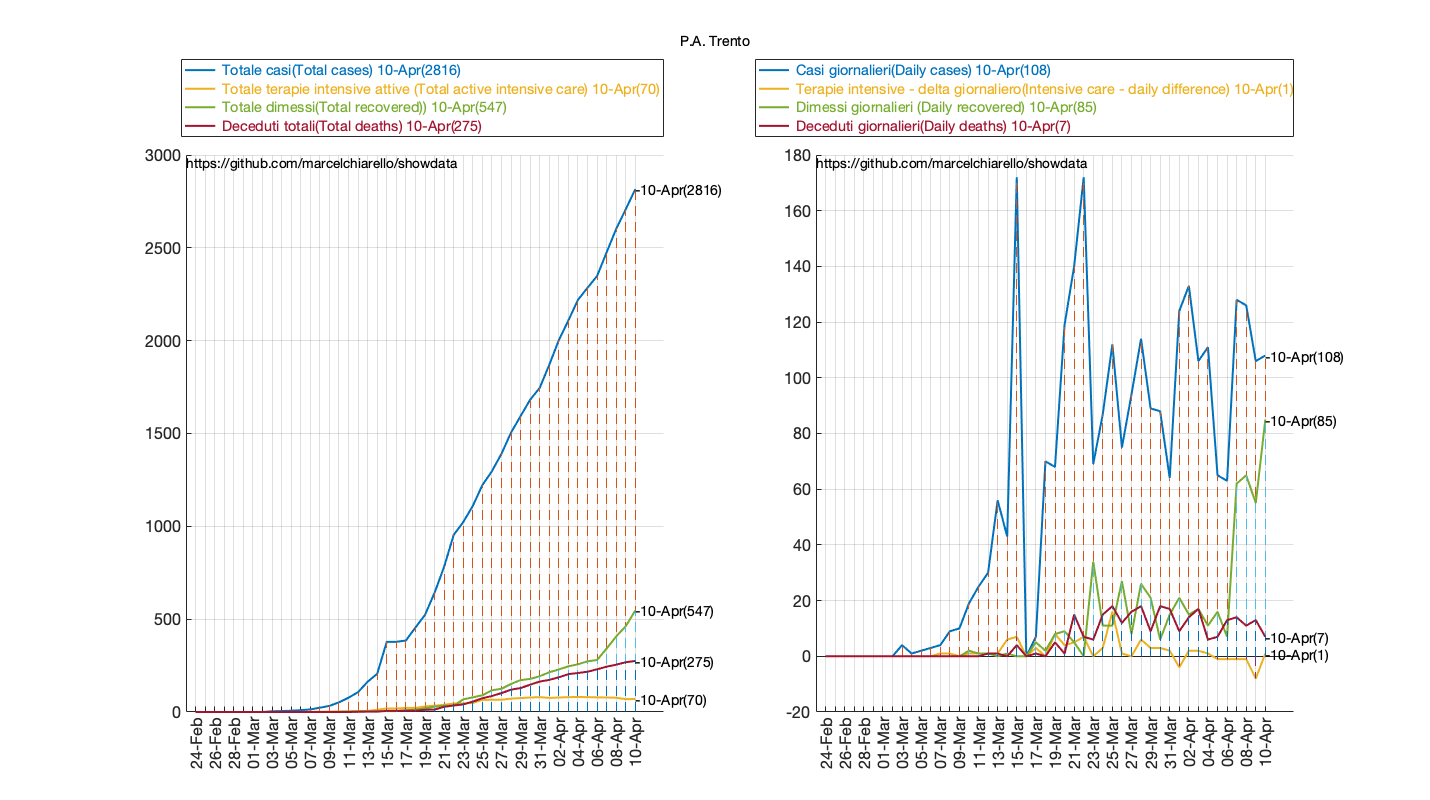 P.A. Trento
Totale casi(Total cases) 10-Apr(2816)
Totale terapie intensive attive (Total active intensive care) 10-Apr(70)
Totale dimessi(Total recovered)) 10-Apr(547)
Deceduti totali(Total deaths) 10-Apr(275)
https://github.com/marcelchiarello/showdata
3000
2500
2000
1500
1000
500
0
10-Apr(2816)
10-Apr(547)
10-Apr(275)
10-Apr(70)
24-Feb
26-Feb
28-Feb
01-Mar
03-Mar
05-Mar
07-Mar
09-Mar
11-Mar
13-Mar
15-Mar
17-Mar
19-Mar
21-Mar
23-Mar
25-Mar
27-Mar
29-Mar
31-Mar
02-Apr
04-Apr
06-Apr
08-Apr
10-Apr
Casi giornalieri(Daily cases) 10-Apr(108)
Terapie intensive - delta giornaliero(Intensive care - daily difference) 10-Apr(1)
Dimessi giornalieri (Daily recovered) 10-Apr(85)
Deceduti giornalieri(Daily deaths) 10-Apr(7)
https://github.com/marcelchiarello/showdata
180
160
140
120
100
80
60
40
20
0
-20
10-Apr(108)
10-Apr(85)
10-Apr(7)
10-Apr(1)
24-Feb
26-Feb
28-Feb
01-Mar
03-Mar
05-Mar
07-Mar
09-Mar
11-Mar
13-Mar
15-Mar
17-Mar
19-Mar
21-Mar
23-Mar
25-Mar
27-Mar
29-Mar
31-Mar
02-Apr
04-Apr
06-Apr
08-Apr
10-Apr